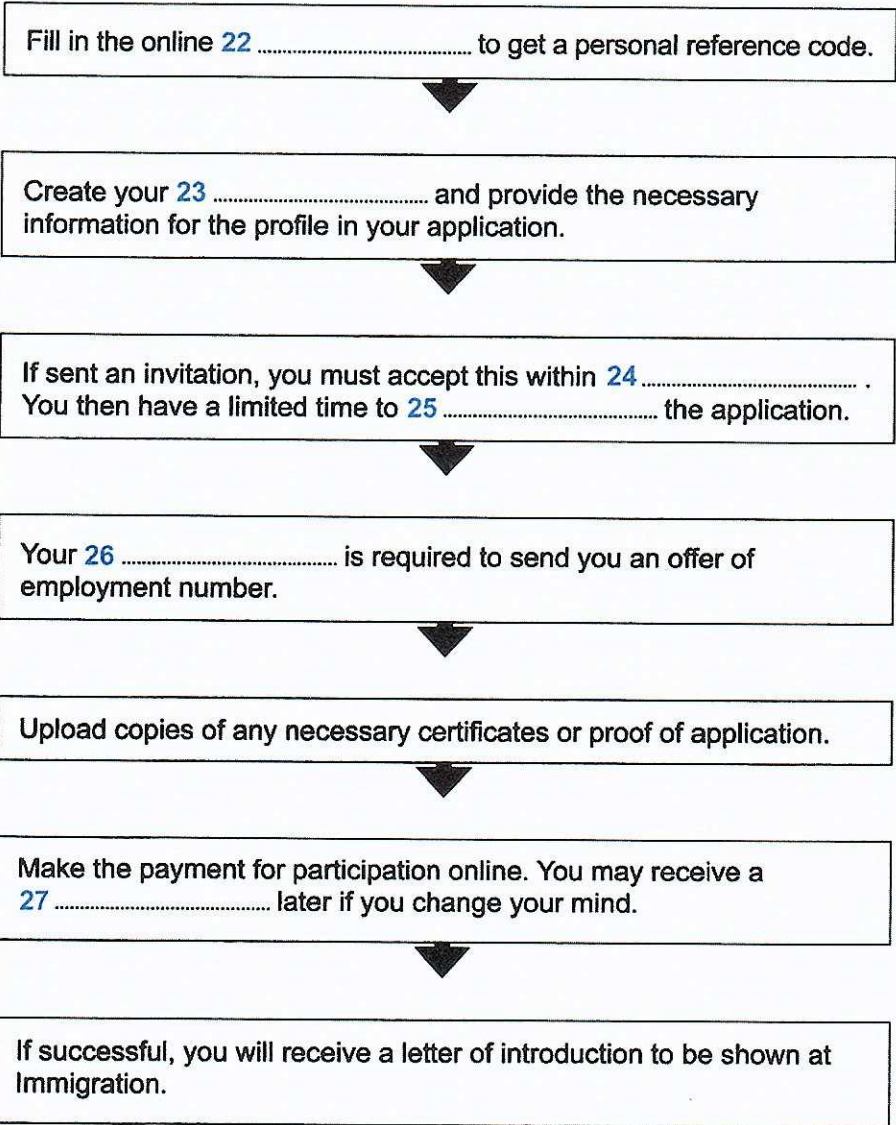 Fill in the online 22 ........................................ to get a personal reference code.
Create your 23 ........................................ and provide the necessary
information for the profile in your application.
If sent an invitation, you must accept this within 24 ........................................ .
You then have a limited time to 25 ........................................ the application.
Your 26 ........................................ is required to send you an offer of
employment number.
Upload copies of any necessary certificates or proof of application.
Make the payment for participation online. You may receive a
27 ........................................ later if you change your mind.
If successful, you will receive a letter of introduction to be shown at
Immigration.